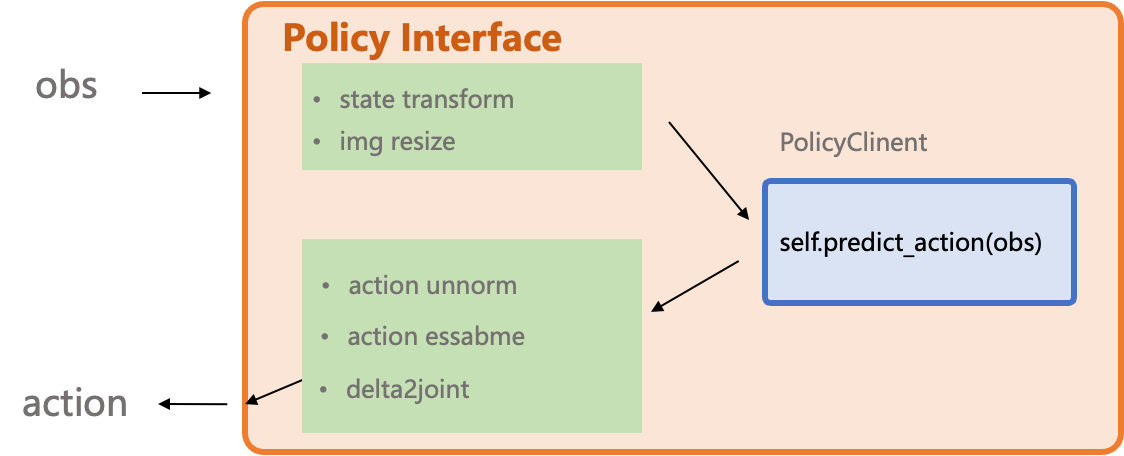 Policy Interface
obs
• state transform
• img resize
PolicyClinent
self.predict_action(obs)
• action unnorm
• action essabme
• delta2joint
action